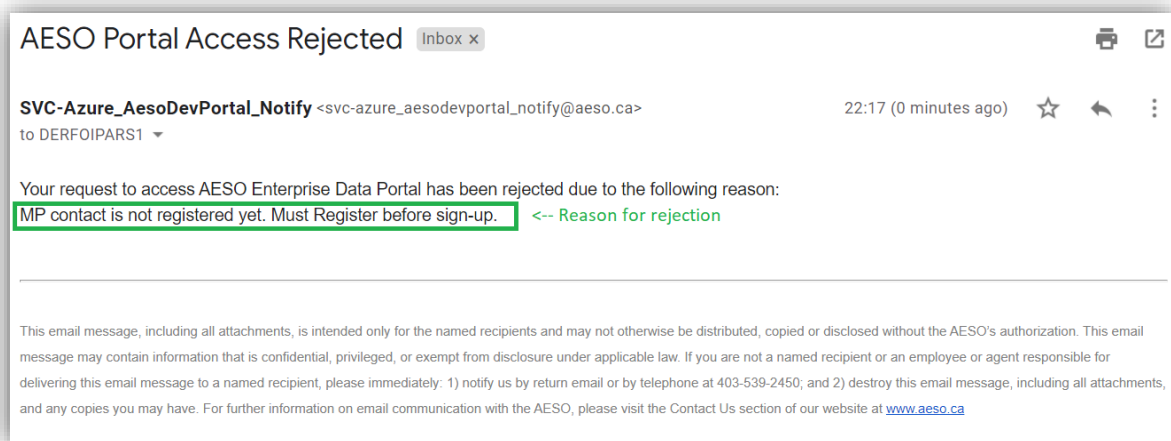 AESO Portal Access Rejected Inbox x
SVC-Azure_AesoDevPortal_Notify <svc-azure_aesodevportal_notify@aeso.ca> 22:17 (0 minutes ago)
to DERFOIPARS1
Your request to access AESO Enterprise Data Portal has been rejected due to the following reason:
MP contact is not registered yet. Must Register before sign-up. <-- Reason for rejection
This email message, including all attachments, is intended only for the named recipients and may not otherwise be distributed, copied or disclosed without the AESO's authorization. This email
message may contain information that is confidential, privileged, or exempt from disclosure under applicable law. If you are not a named recipient or an employee or agent responsible for
delivering this email message to a named recipient, please immediately: 1) notify us by return email or by telephone at 403-539-2450; and 2) destroy this email message, including all attachments,
and any copies you may have. For further information on email communication with the AESO, please visit the Contact Us section of our website at www.aeso.ca